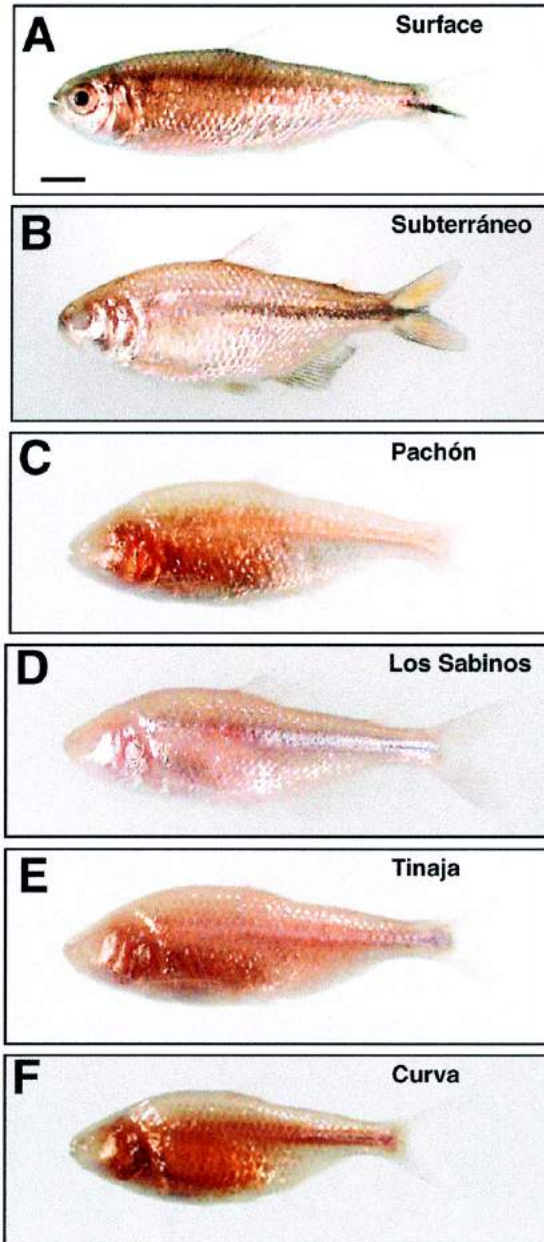 A
Surface
B
Subterráneo
C
Pachón
D
Los Sabinos
E
Tinaja
F
Curva